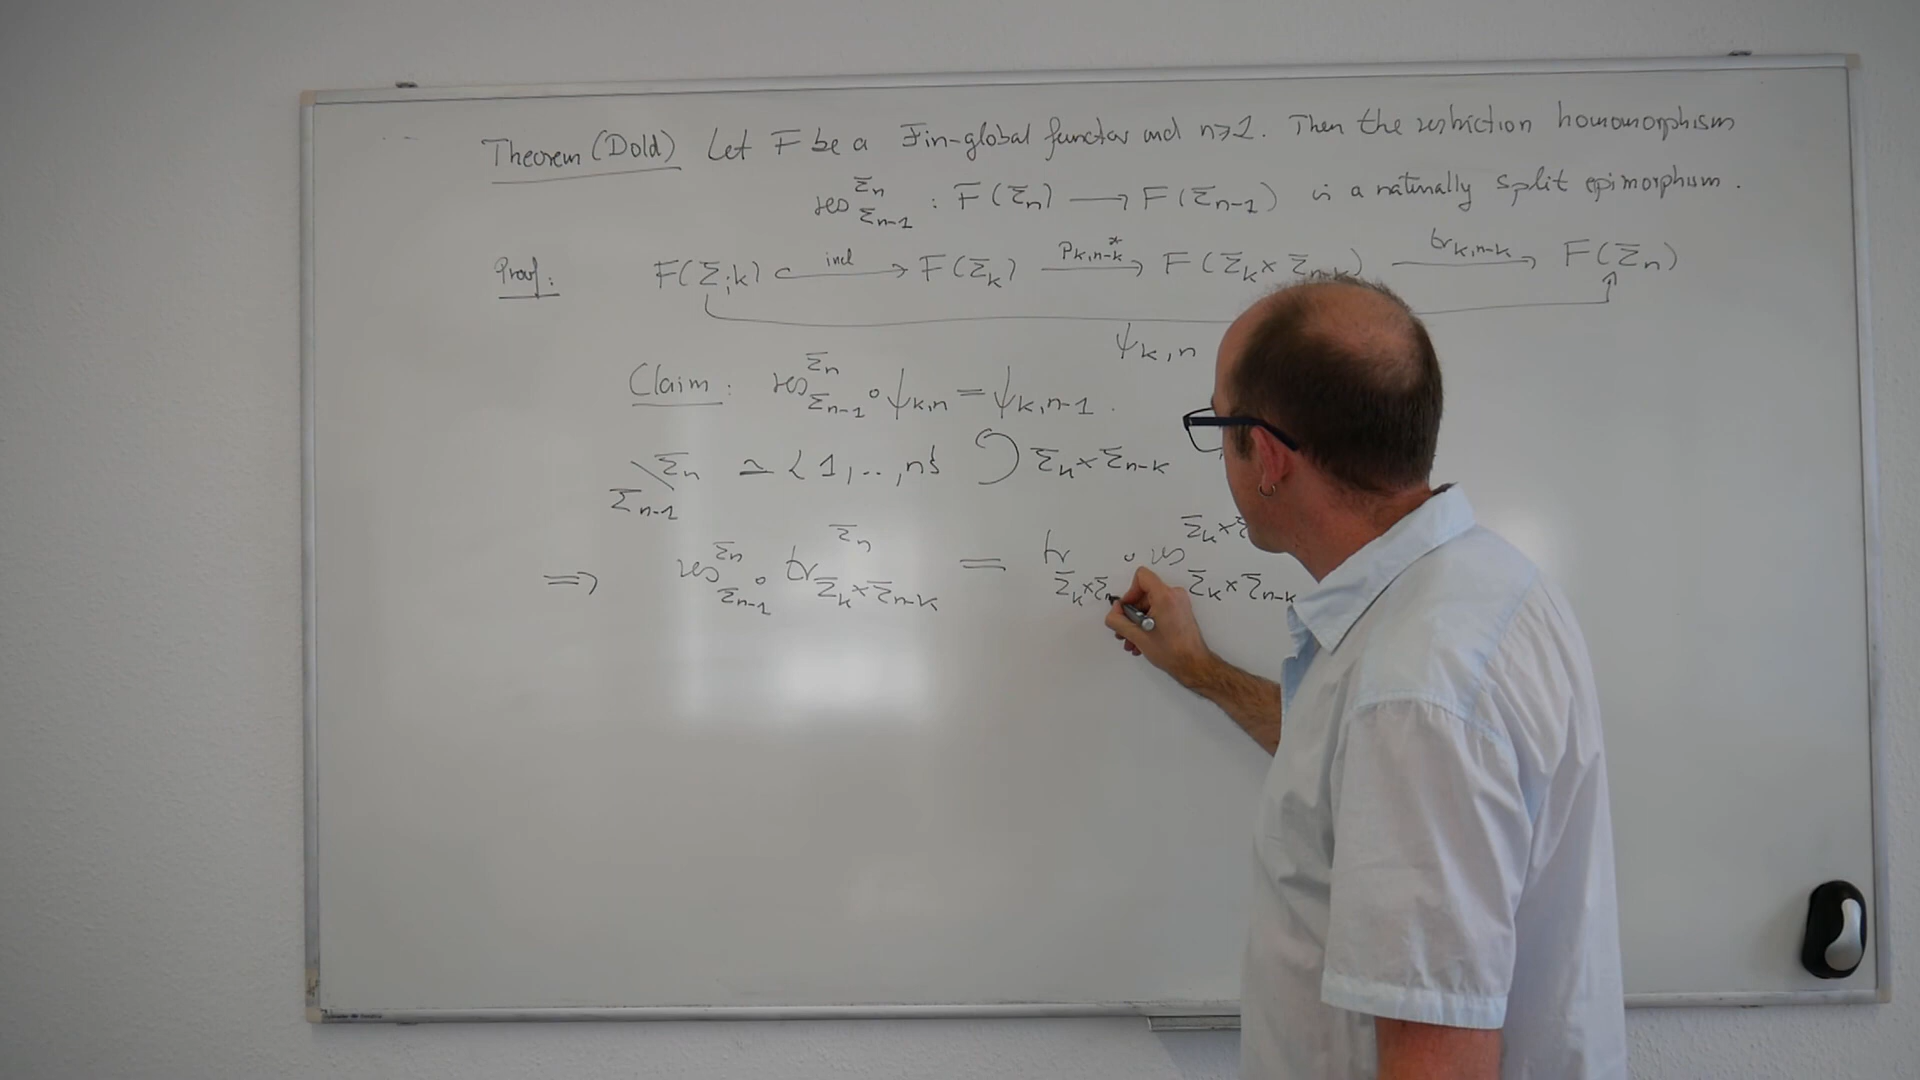 Theorem (Dold) Let F be a Fin-global functor and n≥1. Then the restriction homomorphism
res^{Σ_n}_{Σ_{n-1}} : F(Σ_n) ⟶ F(Σ_{n-1}) is a naturally split epimorphism.
Proof: F(Σ;k) ↪^{incl} F(Σ_k) ⟶^{p_{k,n-k}^*} F(Σ_k × Σ_{n-k}) ⟶^{tr_{k,n-k}} F(Σ_n)
ψ_{k,n}
Claim: res^{Σ_n}_{Σ_{n-1}} ∘ ψ_{k,n} = ψ_{k,n-1}.
Σ_{n-1}\Σ_n ≃ {1,..,n} ↺ Σ_k × Σ_{n-k}
⇒ res^{Σ_n}_{Σ_{n-1}} ∘ tr^{Σ_n}_{Σ_k × Σ_{n-k}} = tr_{Σ_k × Σ_n} ∘ res^{Σ_k ×}_{Σ_k × Σ_{n-k}}